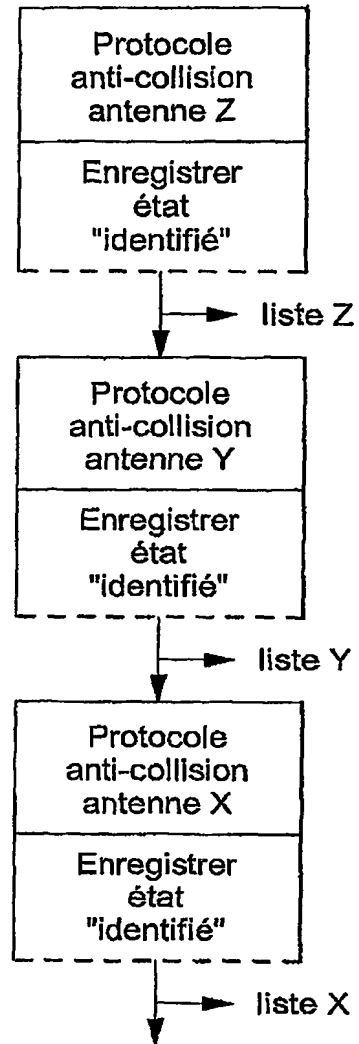 Protocole
anti-collision
antenne Z
Enregistrer
état
"identifié"
liste Z
Protocole
anti-collision
antenne Y
Enregistrer
état
"identifié"
liste Y
Protocole
anti-collision
antenne X
Enregistrer
état
"identifié"
liste X